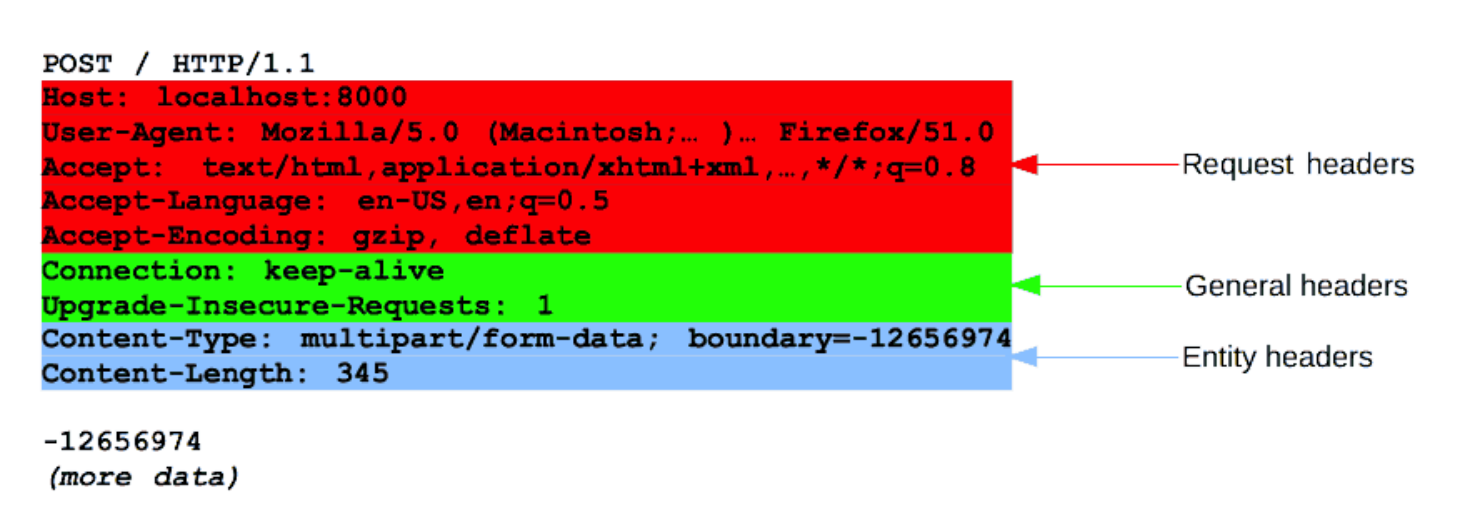 POST / HTTP/1.1
Host: localhost:8000
User-Agent: Mozilla/5.0 (Macintosh;… )… Firefox/51.0
Accept: text/html,application/xhtml+xml,…,*/*;q=0.8
Request headers
Accept-Language: en-US,en;q=0.5
Accept-Encoding: gzip, deflate
Connection: keep-alive
General headers
Upgrade-Insecure-Requests: 1
Content-Type: multipart/form-data; boundary=-12656974
Entity headers
Content-Length: 345
-12656974
(more data)